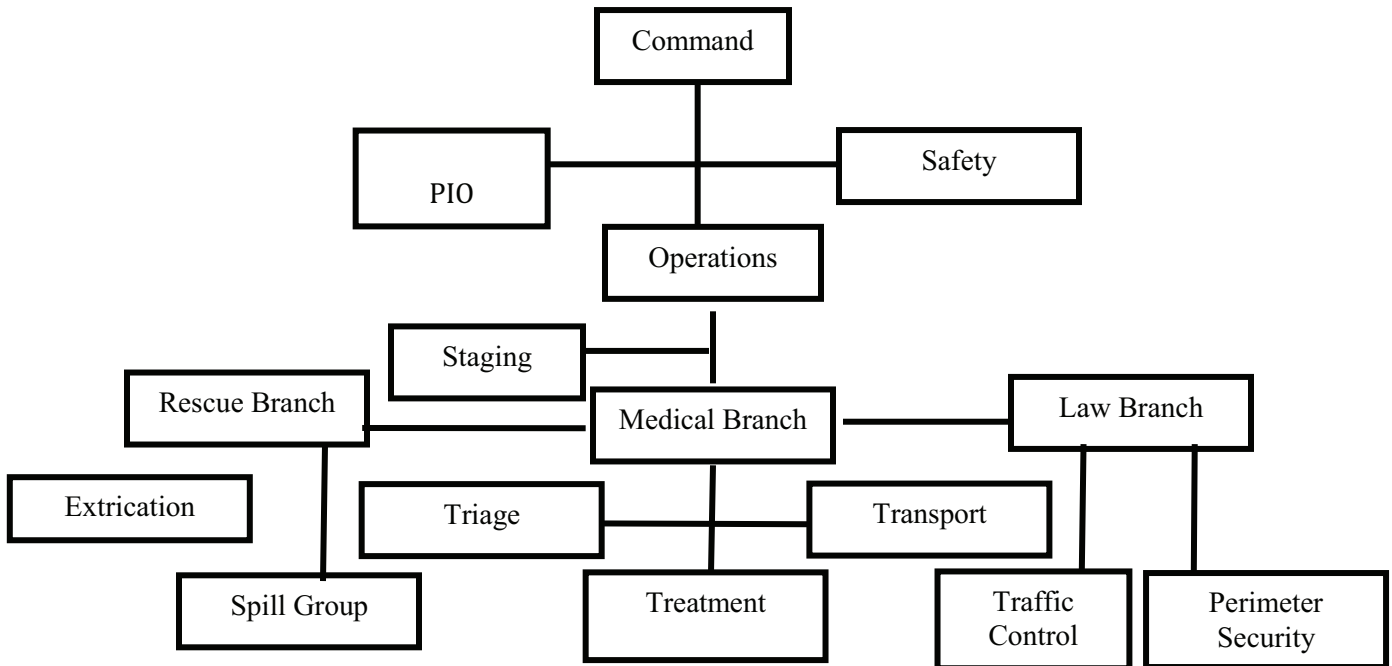 Command
PIO
Safety
Operations
Staging
Rescue Branch
Medical Branch
Law Branch
Extrication
Triage
Transport
Spill Group
Treatment
Traffic
Control
Perimeter
Security